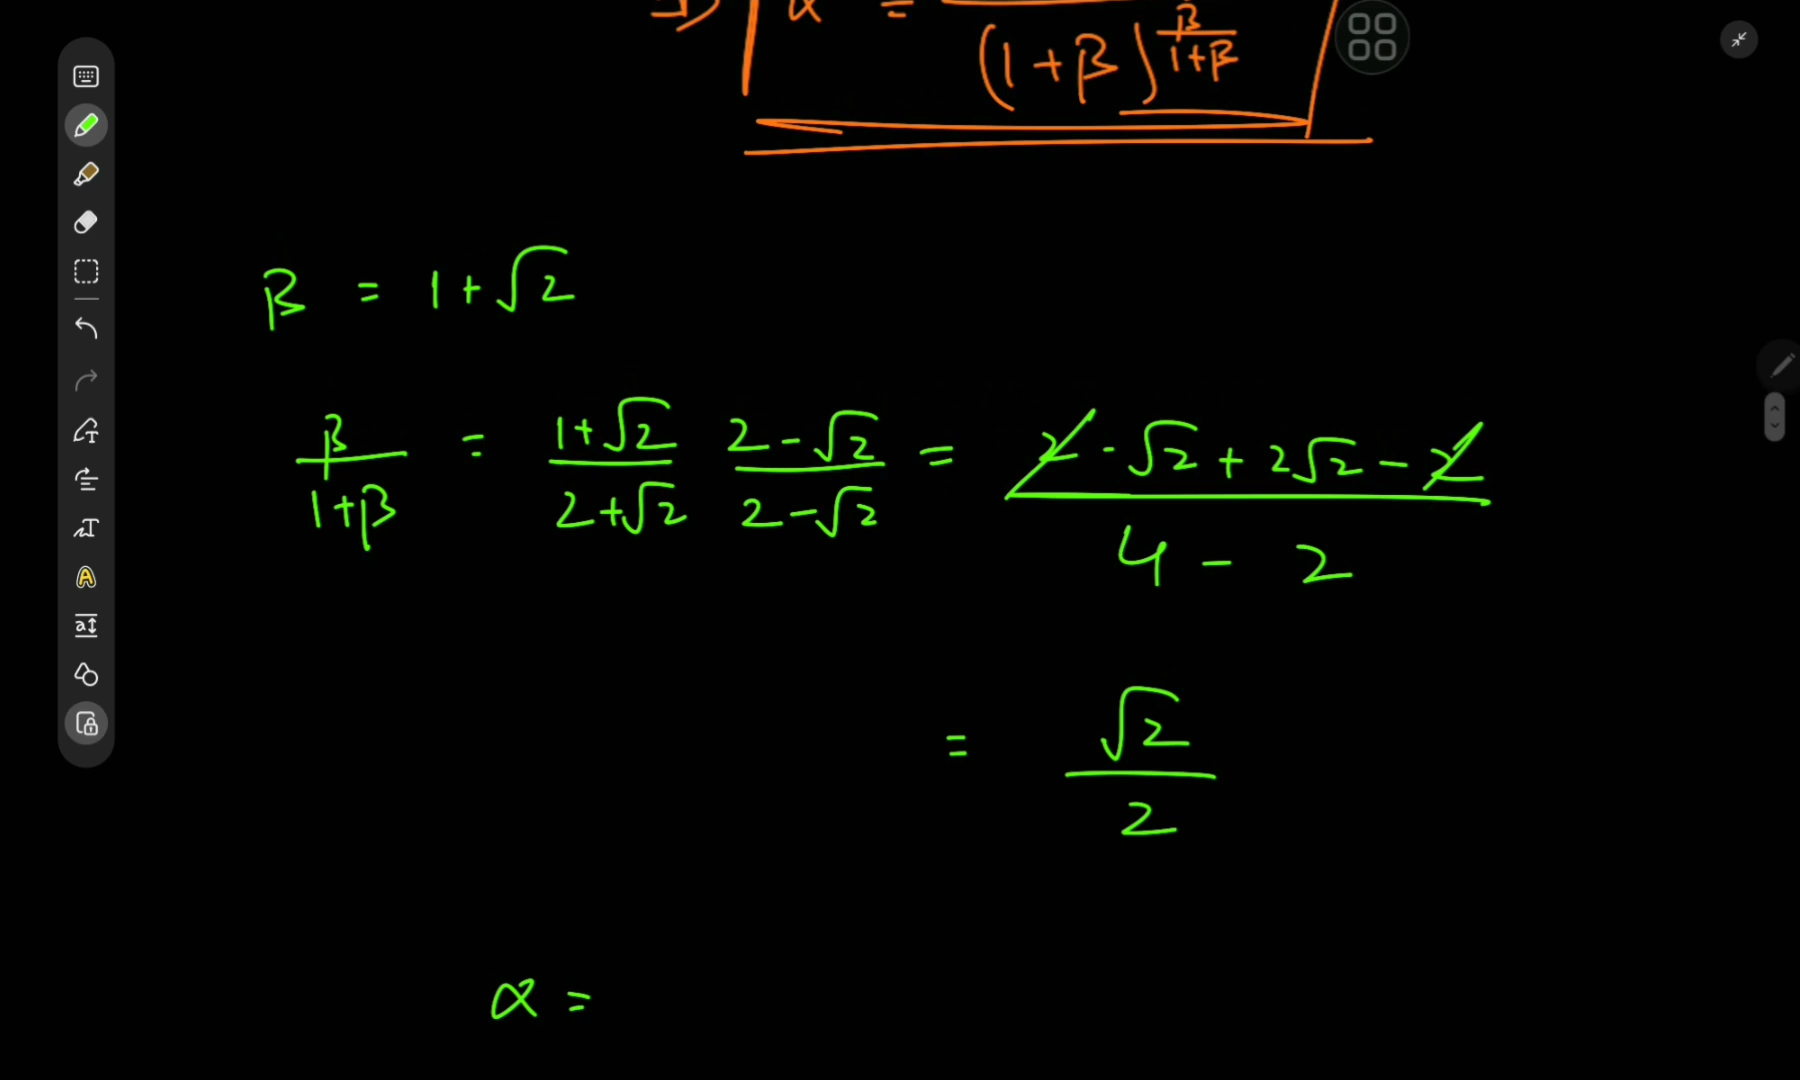 ⇒ α =
(1+β)^(β/(1+β))
β = 1+√2
β/(1+β) = (1+√2)/(2+√2) (2-√2)/(2-√2) = (2-√2+2√2-2)/(4-2)
= √2/2
α =